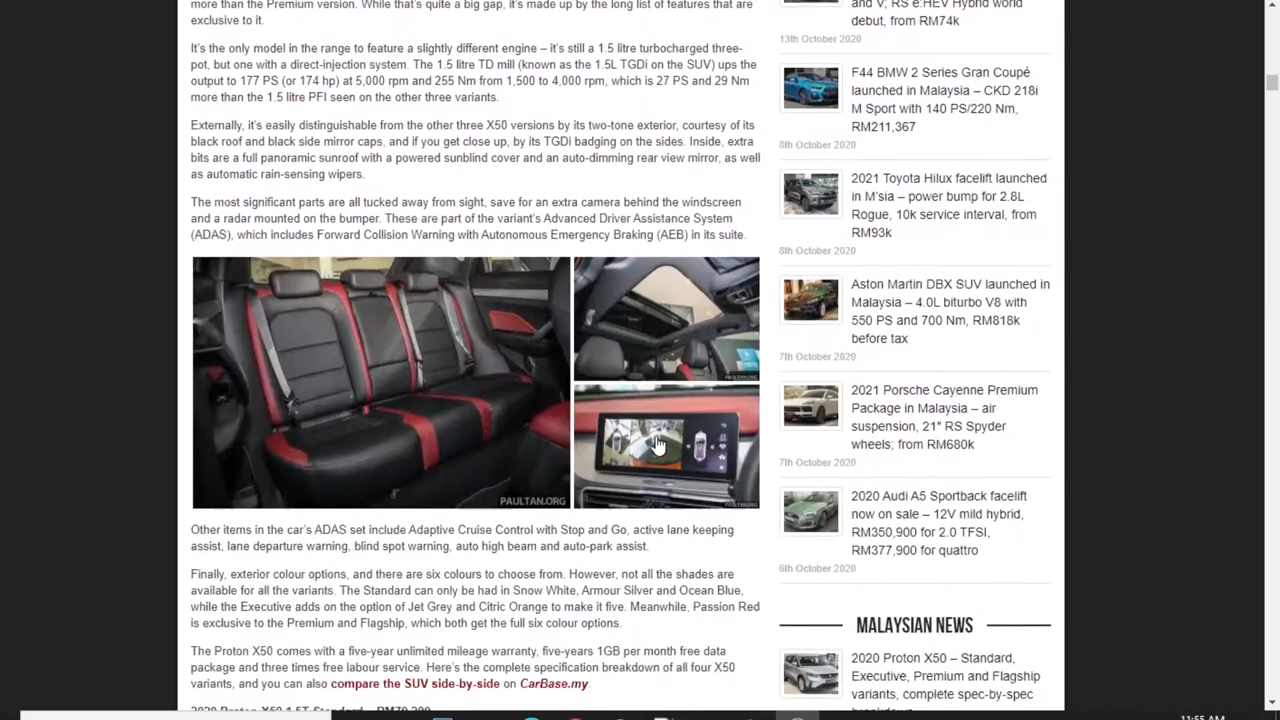 more than the Premium version. While that's quite a big gap, it's made up by the long list of features that are
exclusive to it.
It's the only model in the range to feature a slightly different engine – it's still a 1.5 litre turbocharged three-
pot, but one with a direct-injection system. The 1.5 litre TD mill (known as the 1.5L TGDi on the SUV) ups the
output to 177 PS (or 174 hp) at 5,000 rpm and 255 Nm from 1,500 to 4,000 rpm, which is 27 PS and 29 Nm
more than the 1.5 litre PFI seen on the other three variants.
Externally, it's easily distinguishable from the other three X50 versions by its two-tone exterior, courtesy of its
black roof and black side mirror caps, and if you get close up, by its TGDi badging on the sides. Inside, extra
bits are a full panoramic sunroof with a powered sunblind cover and an auto-dimming rear view mirror, as well
as automatic rain-sensing wipers.
The most significant parts are all tucked away from sight, save for an extra camera behind the windscreen
and a radar mounted on the bumper. These are part of the variant's Advanced Driver Assistance System
(ADAS), which includes Forward Collision Warning with Autonomous Emergency Braking (AEB) in its suite.
PAULTAN.ORG
PAULTAN.ORG
PAULTAN.ORG
Other items in the car's ADAS set include Adaptive Cruise Control with Stop and Go, active lane keeping
assist, lane departure warning, blind spot warning, auto high beam and auto-park assist.
Finally, exterior colour options, and there are six colours to choose from. However, not all the shades are
available for all the variants. The Standard can only be had in Snow White, Armour Silver and Ocean Blue,
while the Executive adds on the option of Jet Grey and Citric Orange to make it five. Meanwhile, Passion Red
is exclusive to the Premium and Flagship, which both get the full six colour options.
The Proton X50 comes with a five-year unlimited mileage warranty, five-years 1GB per month free data
package and three times free labour service. Here's the complete specification breakdown of all four X50
variants, and you can also compare the SUV side-by-side on CarBase.my.
2020 Proton X50 1.5T Standard – RM79,200
and V; RS e:HEV Hybrid world
debut, from RM74k
13th October 2020
F44 BMW 2 Series Gran Coupé
launched in Malaysia – CKD 218i
M Sport with 140 PS/220 Nm,
RM211,367
8th October 2020
2021 Toyota Hilux facelift launched
in M'sia – power bump for 2.8L
Rogue, 10k service interval, from
RM93k
8th October 2020
Aston Martin DBX SUV launched in
Malaysia – 4.0L biturbo V8 with
550 PS and 700 Nm, RM818k
before tax
7th October 2020
2021 Porsche Cayenne Premium
Package in Malaysia – air
suspension, 21" RS Spyder
wheels; from RM680k
7th October 2020
2020 Audi A5 Sportback facelift
now on sale – 12V mild hybrid,
RM350,900 for 2.0 TFSI,
RM377,900 for quattro
6th October 2020
MALAYSIAN NEWS
2020 Proton X50 – Standard,
Executive, Premium and Flagship
variants, complete spec-by-spec
breakdown
11:55 AM